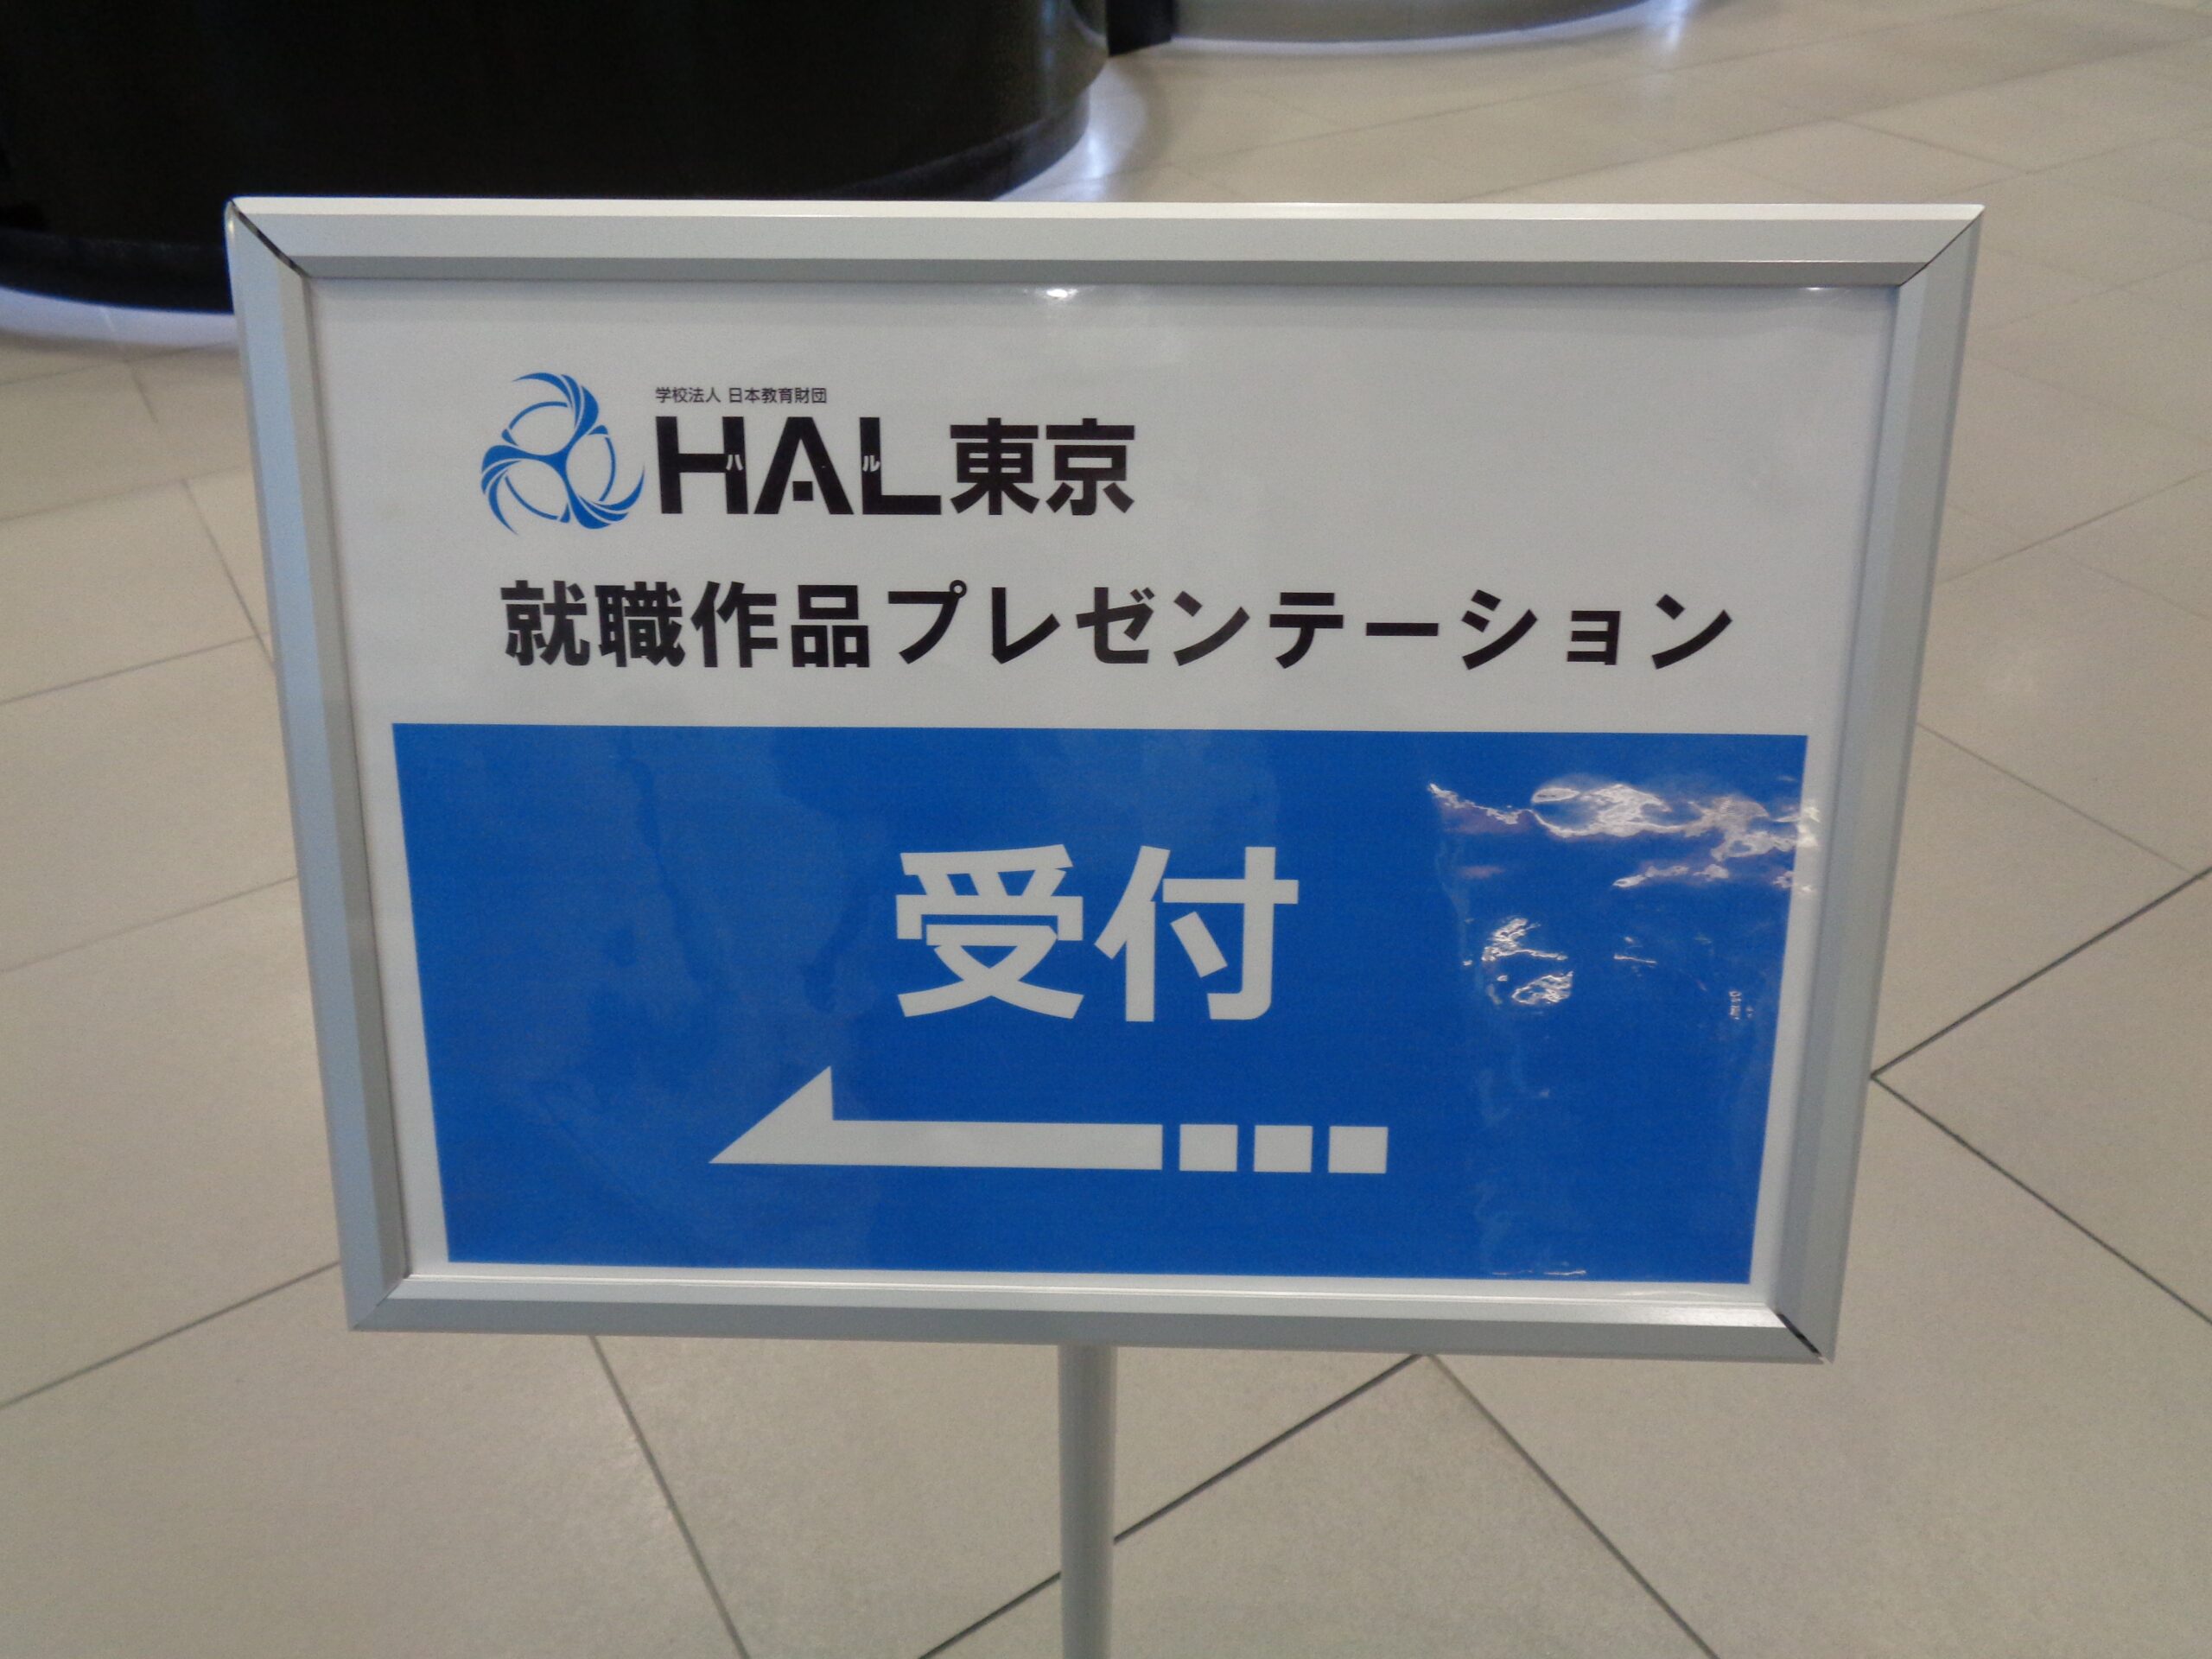 学校法人 日本教育財団
HAL東京
ハル
就職作品プレゼンテーション
受付